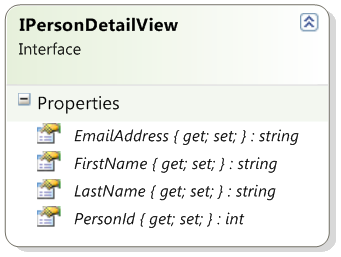 IPersonDetailView
Interface
Properties
EmailAddress { get; set; } : string
FirstName { get; set; } : string
LastName { get; set; } : string
PersonId { get; set; } : int